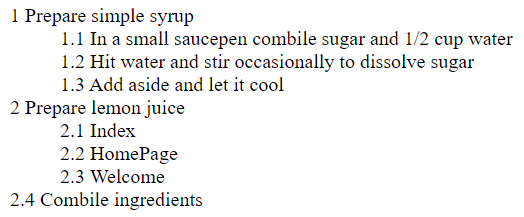 1 Prepare simple syrup
1.1 In a small saucepen combile sugar and 1/2 cup water
1.2 Hit water and stir occasionally to dissolve sugar
1.3 Add aside and let it cool
2 Prepare lemon juice
2.1 Index
2.2 HomePage
2.3 Welcome
2.4 Combile ingredients